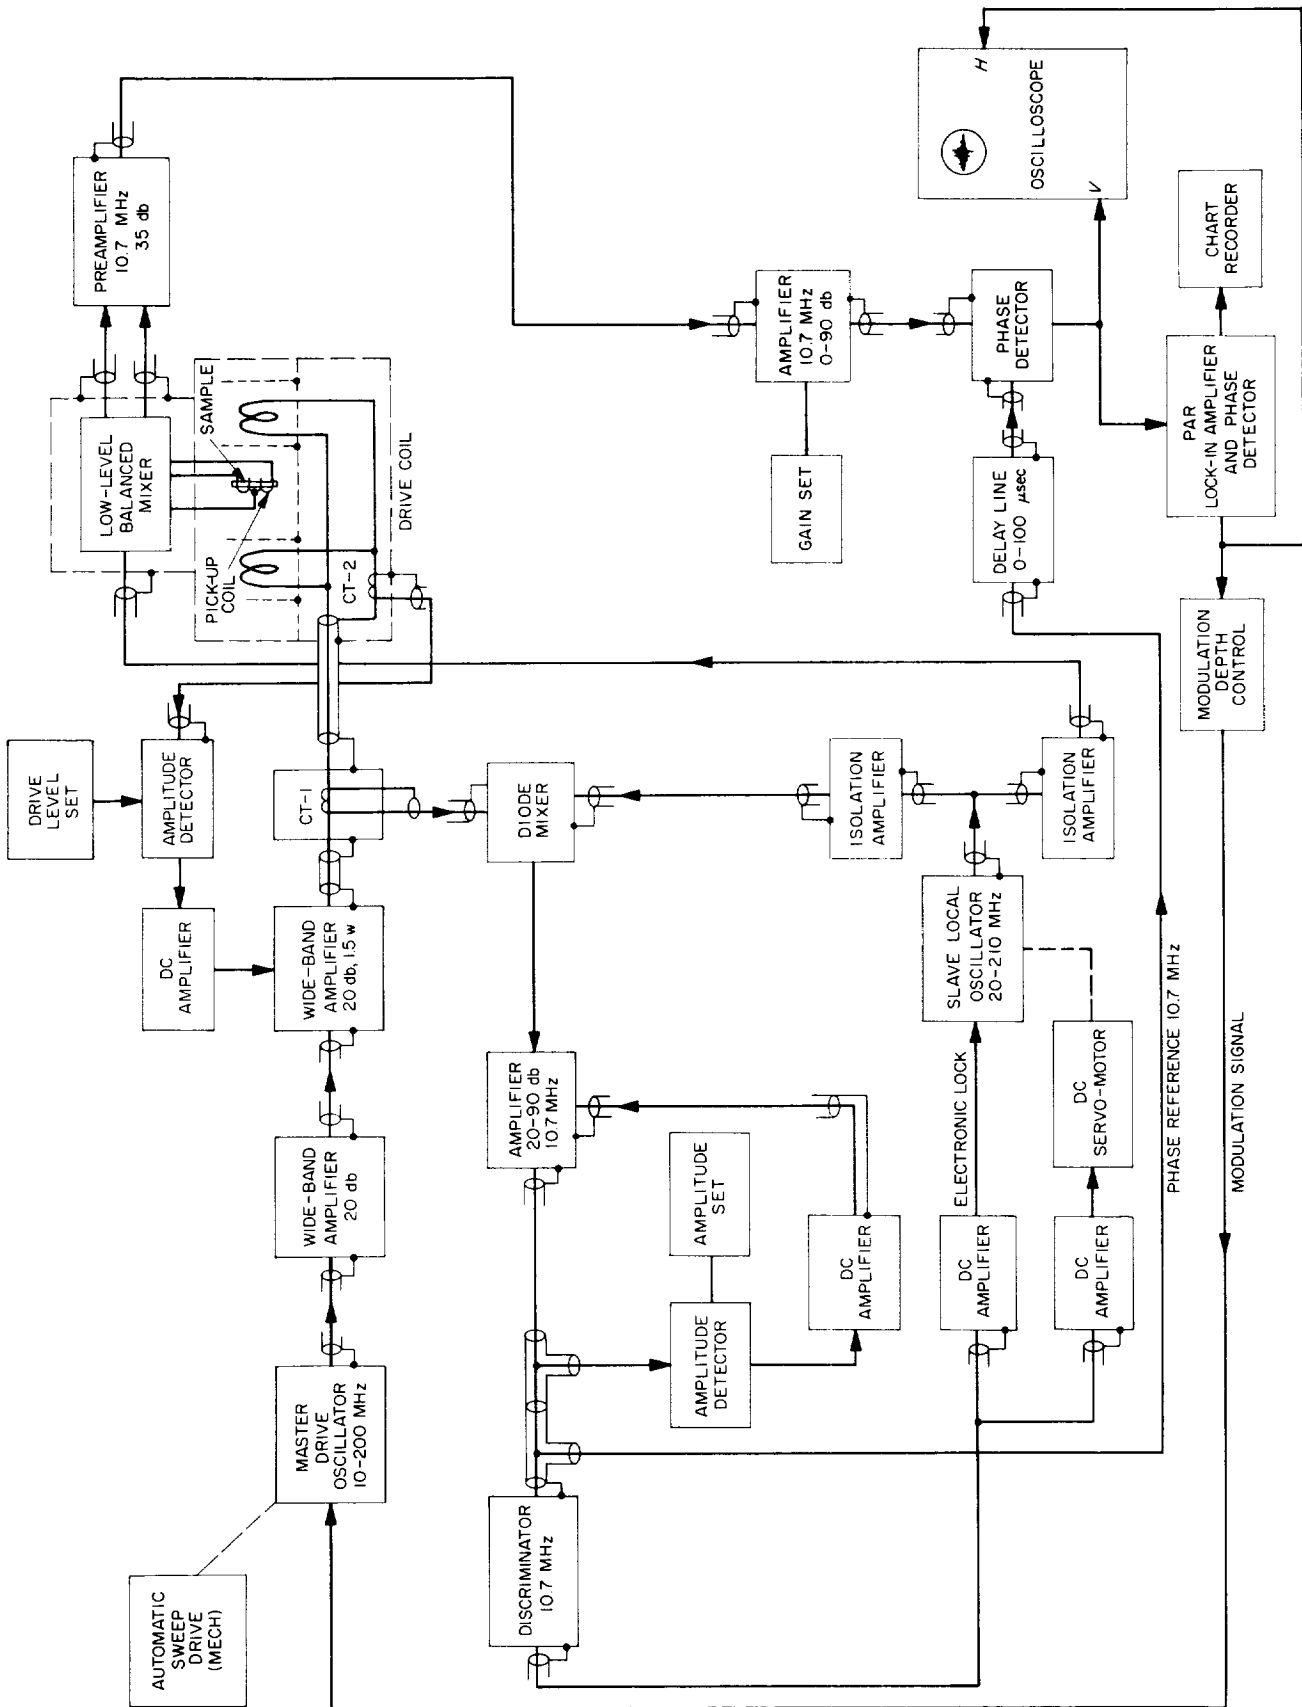 AUTOMATIC
SWEEP
DRIVE
(MECH)
MASTER
DRIVE
OSCILLATOR
10-200 MHz
WIDE-BAND
AMPLIFIER
20 db
WIDE-BAND
AMPLIFIER
20 db, 1.5 w
DC
AMPLIFIER
DRIVE
LEVEL
SET
AMPLITUDE
DETECTOR
CT-1
CT-2
DRIVE COIL
PICK-UP
COIL
SAMPLE
LOW-LEVEL
BALANCED
MIXER
PREAMPLIFIER
10.7 MHz
35 db
DISCRIMINATOR
10.7 MHz
AMPLIFIER
20-90 db
10.7 MHz
DIODE
MIXER
AMPLITUDE
DETECTOR
AMPLITUDE
SET
DC
AMPLIFIER
ISOLATION
AMPLIFIER
GAIN SET
AMPLIFIER
10.7 MHz
0-90 db
DC
AMPLIFIER
ELECTRONIC LOCK
SLAVE LOCAL
OSCILLATOR
20-210 MHz
DC
AMPLIFIER
DC
SERVO-MOTOR
ISOLATION
AMPLIFIER
DELAY LINE
0-100 μsec
PHASE
DETECTOR
OSCILLOSCOPE
H
V
PHASE REFERENCE 10.7 MHz
MODULATION SIGNAL
MODULATION
DEPTH
CONTROL
PAR
LOCK-IN AMPLIFIER
AND PHASE
DETECTOR
CHART
RECORDER